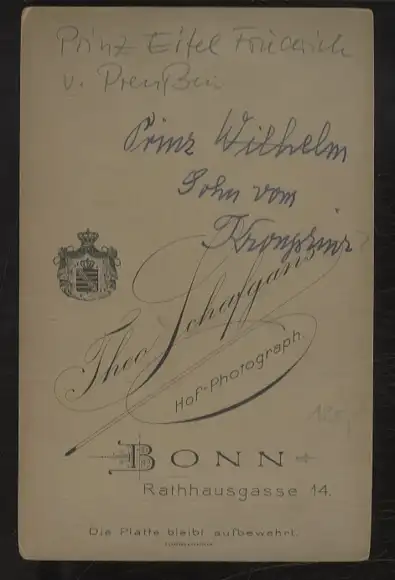 Prinz Eitel Friederich
v. Preußen
Prinz Wilhelm
Sohn vom
Kronprinz
Theo Schafgans
Hof-Photograph.
BONN
Rathhausgasse 14.
Die Platte bleibt aufbewahrt.